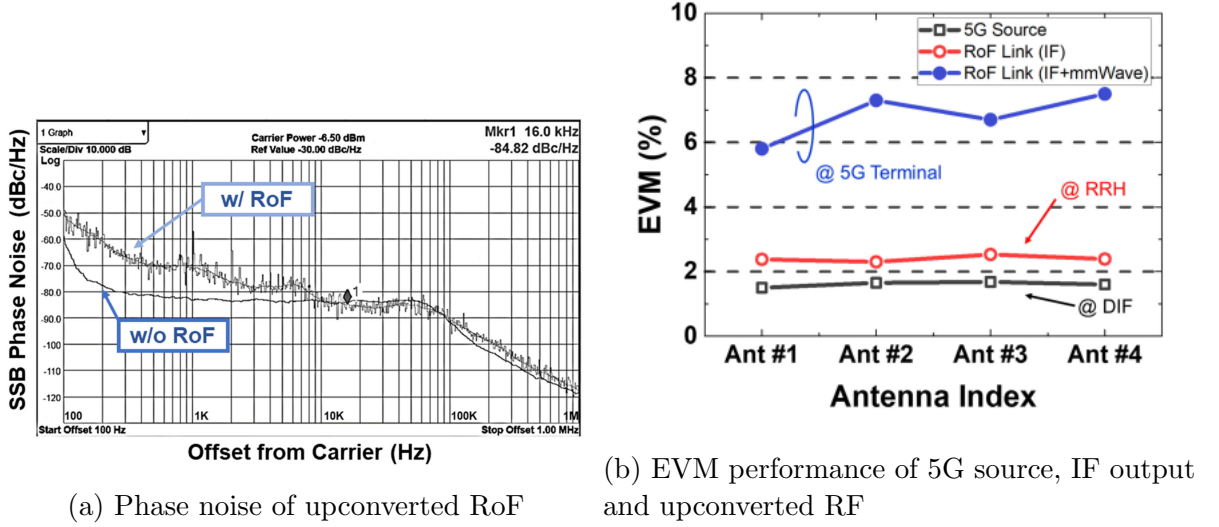 SSB Phase Noise (dBc/Hz)
1 Graph
Scale/Div 10.000 dB
Log
Carrier Power -6.50 dBm
Ref Value -30.00 dBc/Hz
Mkr1 16.0 kHz
-84.82 dBc/Hz
-40.0
-50.0
-60.0
-70.0
-80.0
-90.0
-100
-110
-120
w/ RoF
w/o RoF
1
100
1K
10K
100K
1M
Start Offset 100 Hz
Stop Offset 1.00 MHz
Offset from Carrier (Hz)
(a) Phase noise of upconverted RoF
EVM (%)
10
8
6
4
2
0
5G Source
RoF Link (IF)
RoF Link (IF+mmWave)
@ 5G Terminal
@ RRH
@ DIF
Ant #1
Ant #2
Ant #3
Ant #4
Antenna Index
(b) EVM performance of 5G source, IF output
and upconverted RF